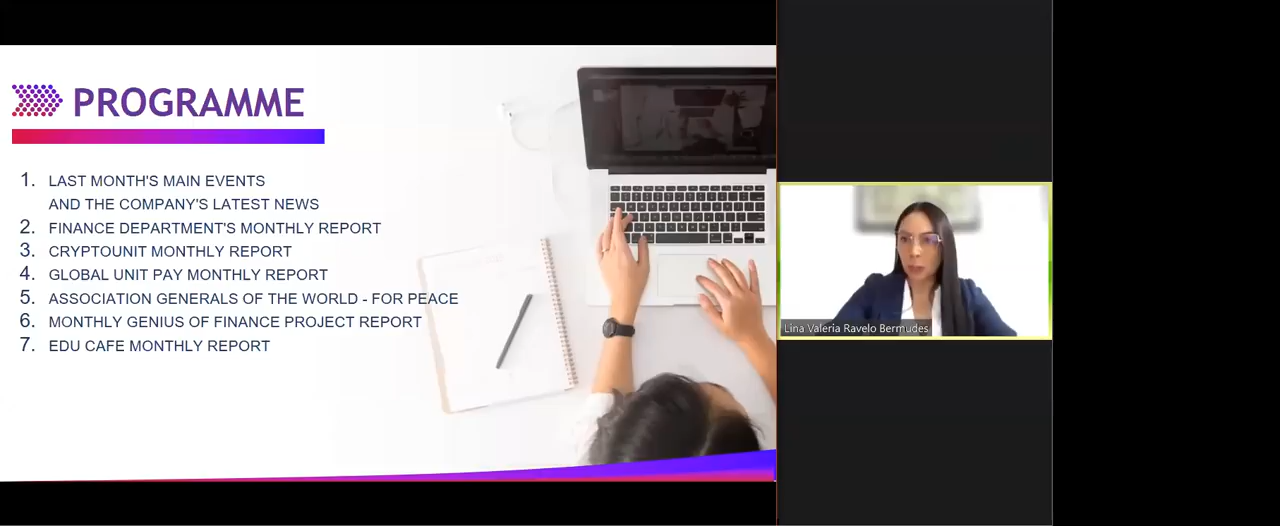 PROGRAMME
1. LAST MONTH'S MAIN EVENTS
AND THE COMPANY'S LATEST NEWS
2. FINANCE DEPARTMENT'S MONTHLY REPORT
3. CRYPTOUNIT MONTHLY REPORT
4. GLOBAL UNIT PAY MONTHLY REPORT
5. ASSOCIATION GENERALS OF THE WORLD - FOR PEACE
6. MONTHLY GENIUS OF FINANCE PROJECT REPORT
7. EDU CAFE MONTHLY REPORT
Lina Valeria Ravelo Bermudes